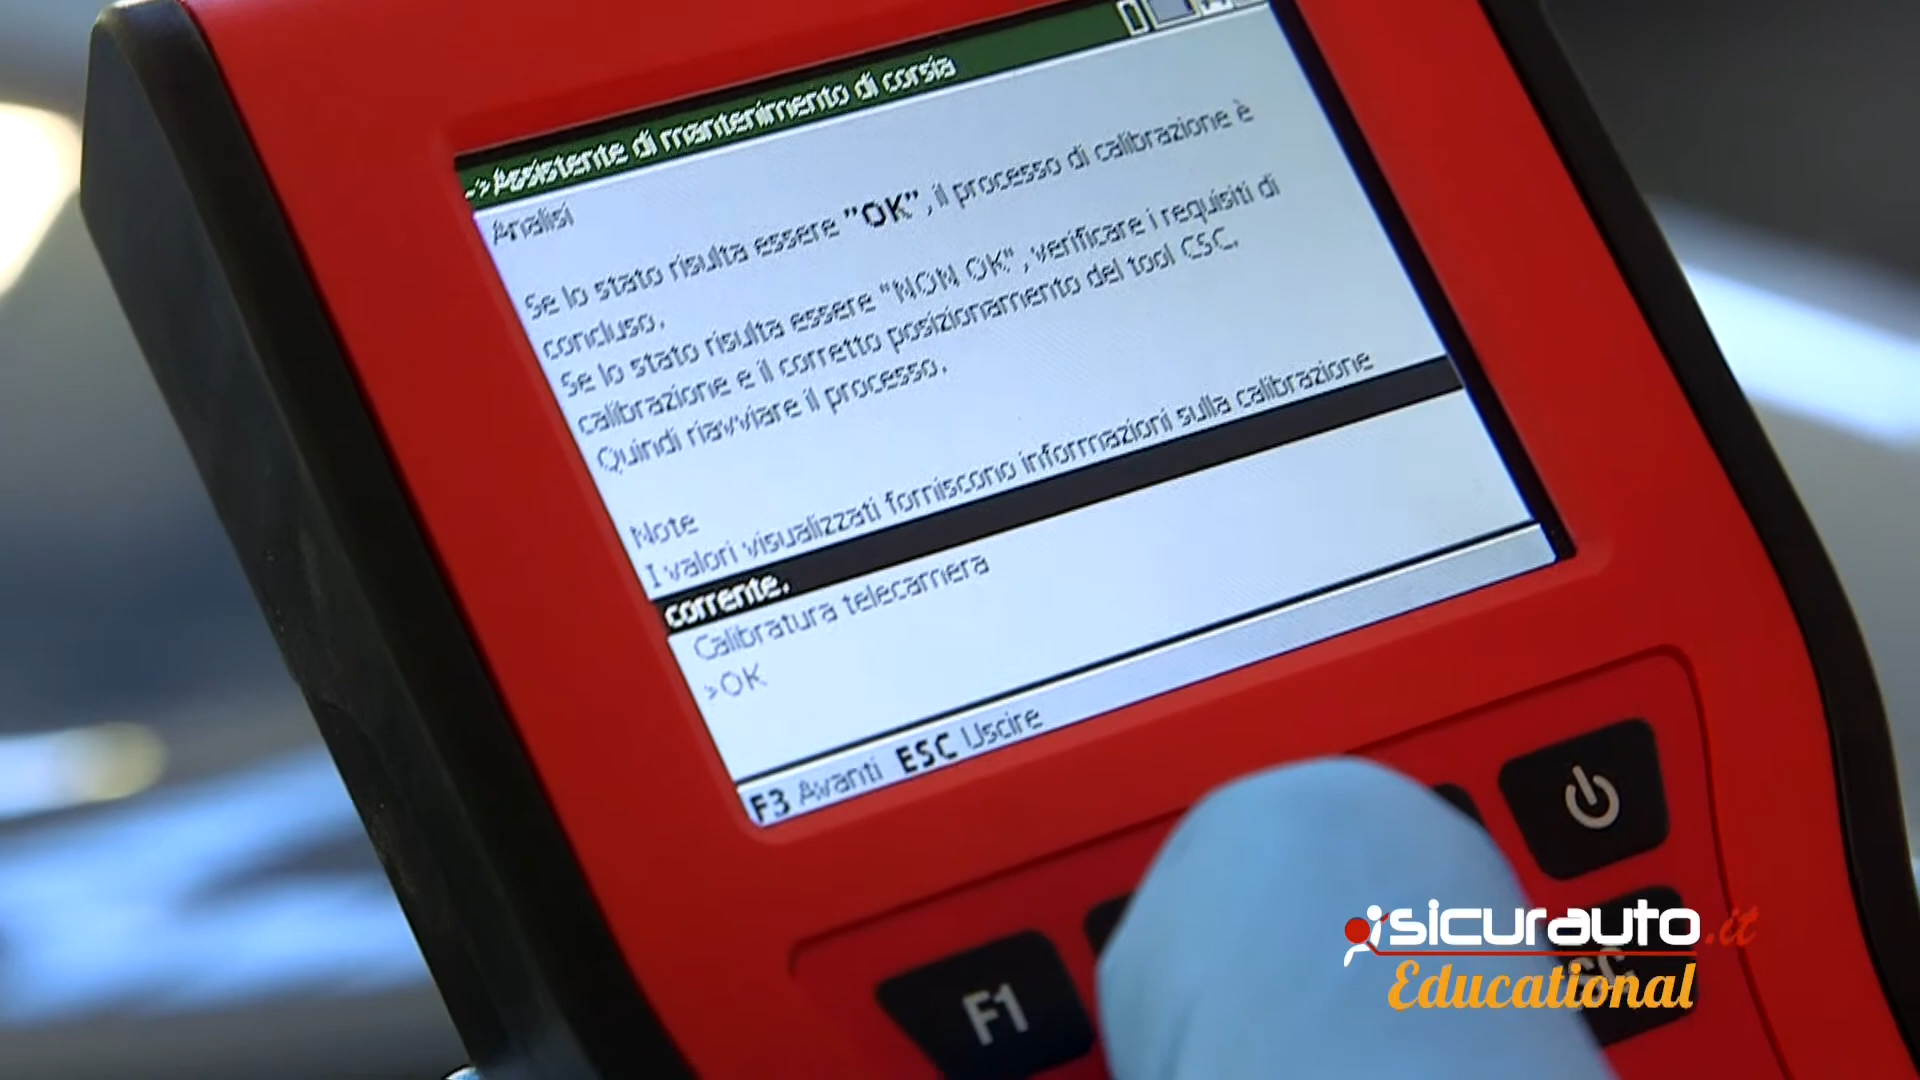 ->Assistente di mantenimento di corsia
Analisi
Se lo stato risulta essere "OK", il processo di calibrazione è
concluso.
Se lo stato risulta essere "NON OK", verificare i requisiti di
calibrazione e il corretto posizionamento del tool CSC.
Quindi riavviare il processo.
Note
I valori visualizzati forniscono informazioni sulla calibrazione
corrente.
Calibratura telecamera
>OK
F3 Avanti ESC Uscire
F1
sicurauto.it
Educational